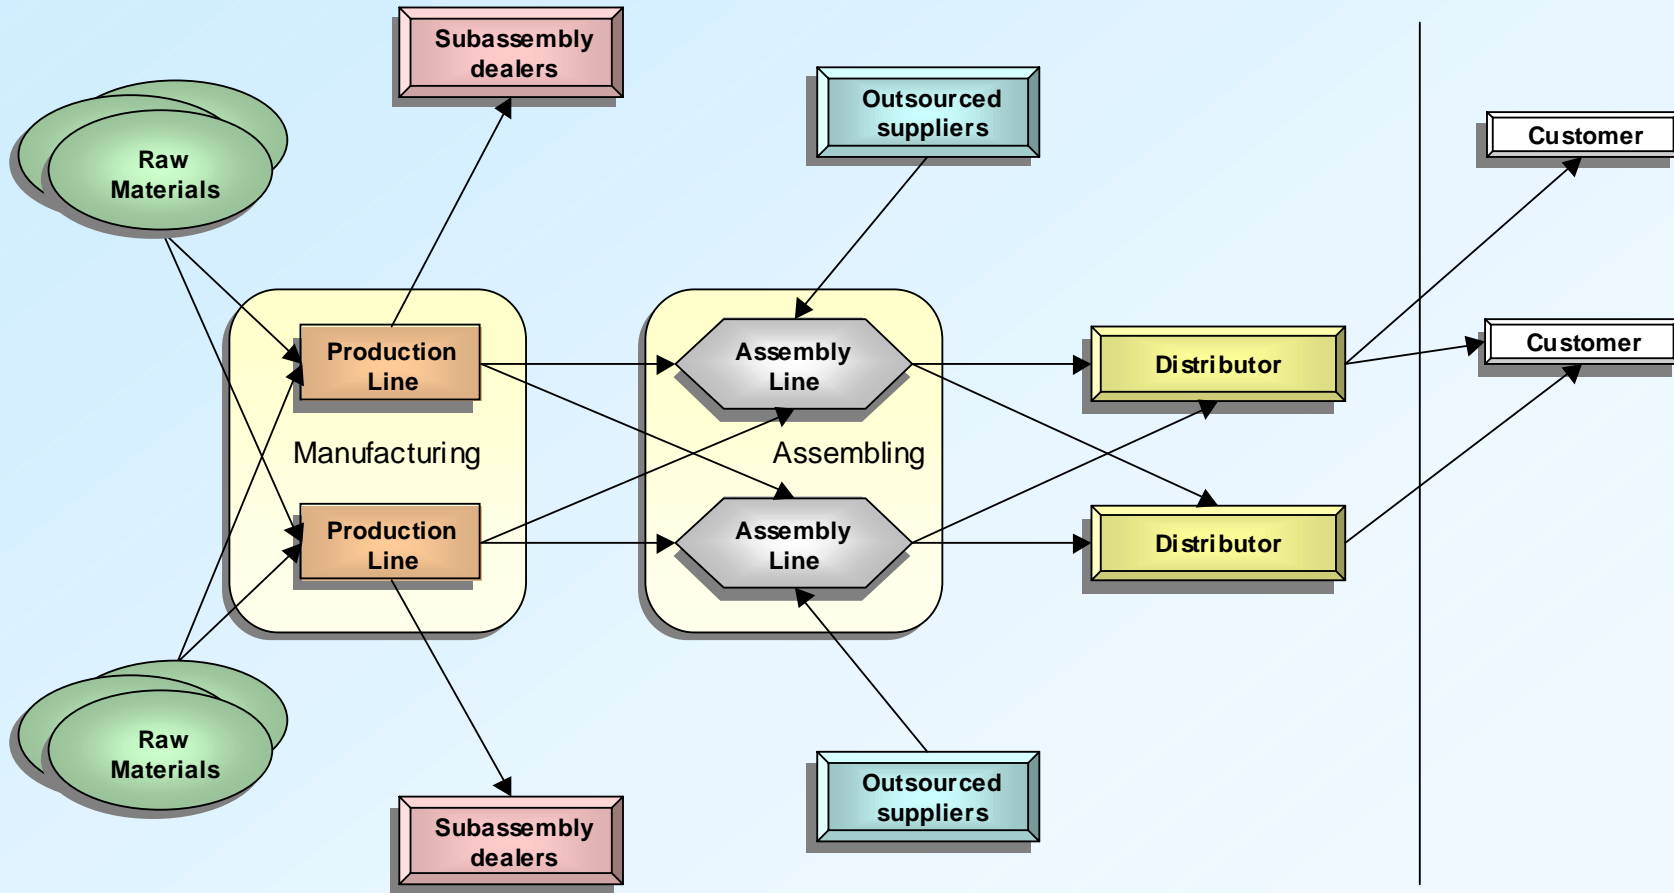 Subassembly
dealers
Outsourced
suppliers
Customer
Raw
Materials
Production
Line
Assembly
Line
Distributor
Customer
Manufacturing
Assembling
Production
Line
Assembly
Line
Distributor
Raw
Materials
Outsourced
suppliers
Subassembly
dealers